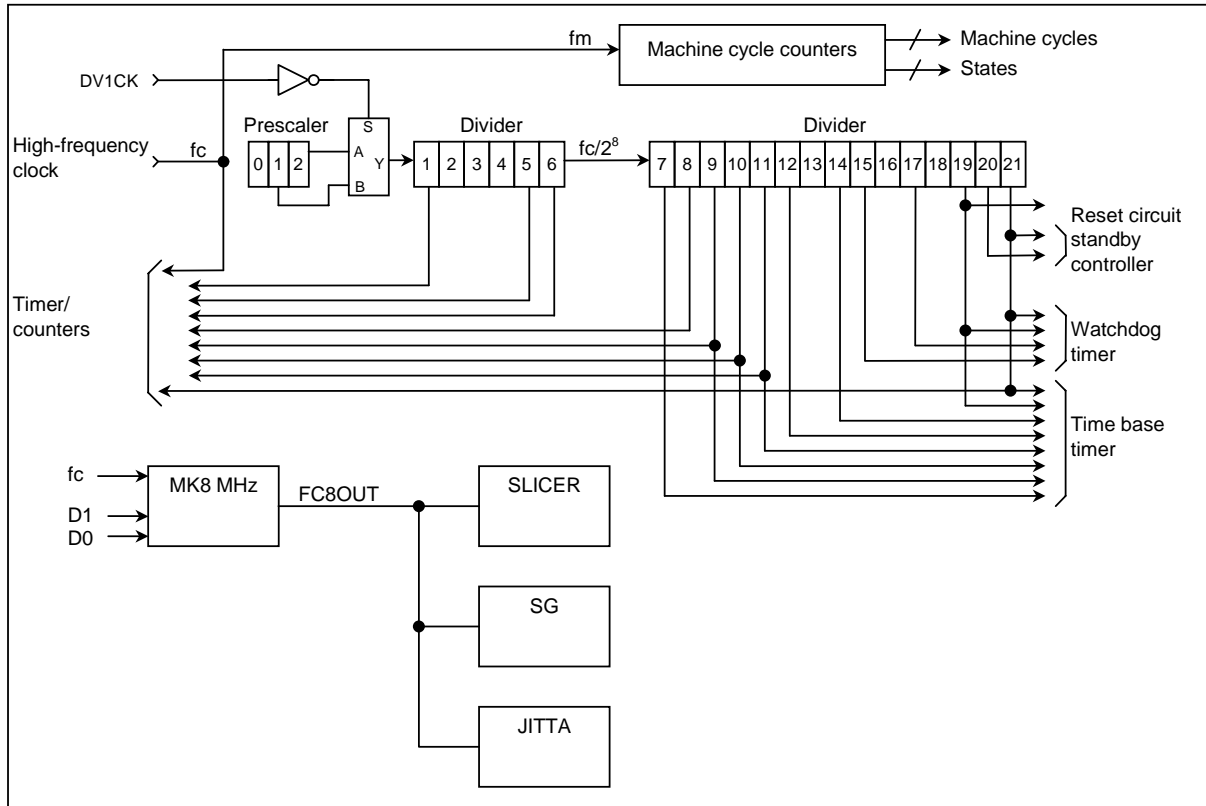 fm
Machine cycle counters
Machine cycles
States
DV1CK
High-frequency
clock
fc
Prescaler
0 1 2
S
A
B
Y
Divider
1 2 3 4 5 6
fc/2⁸
Divider
7 8 9 10 11 12 13 14 15 16 17 18 19 20 21
Reset circuit
standby
controller
Timer/
counters
Watchdog
timer
Time base
timer
fc
D1
D0
MK8 MHz
FC8OUT
SLICER
SG
JITTA